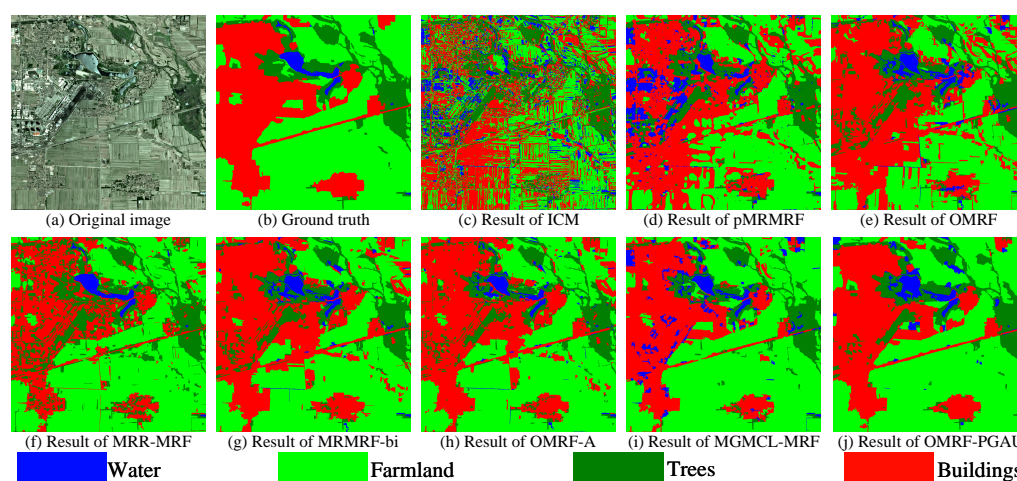 (a) Original image
(b) Ground truth
(c) Result of ICM
(d) Result of pMRMRF
(e) Result of OMRF
(f) Result of MRR-MRF
(g) Result of MRMRF-bi
(h) Result of OMRF-A
(i) Result of MGMCL-MRF
(j) Result of OMRF-PGAU
Water
Farmland
Trees
Buildings